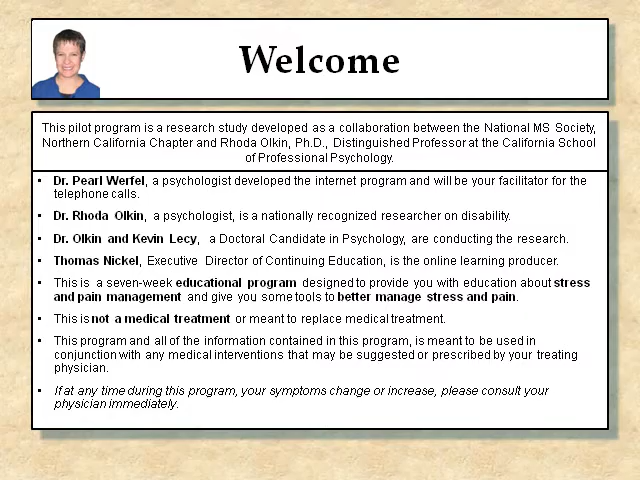 Welcome
This pilot program is a research study developed as a collaboration between the National MS Society,
Northern California Chapter and Rhoda Olkin, Ph.D., Distinguished Professor at the California School
of Professional Psychology.
• Dr. Pearl Werfel, a psychologist developed the internet program and will be your facilitator for the
telephone calls.
• Dr. Rhoda Olkin, a psychologist, is a nationally recognized researcher on disability.
• Dr. Olkin and Kevin Lecy, a Doctoral Candidate in Psychology, are conducting the research.
• Thomas Nickel, Executive Director of Continuing Education, is the online learning producer.
• This is a seven-week educational program designed to provide you with education about stress
and pain management and give you some tools to better manage stress and pain.
• This is not a medical treatment or meant to replace medical treatment.
• This program and all of the information contained in this program, is meant to be used in
conjunction with any medical interventions that may be suggested or prescribed by your treating
physician.
• If at any time during this program, your symptoms change or increase, please consult your
physician immediately.